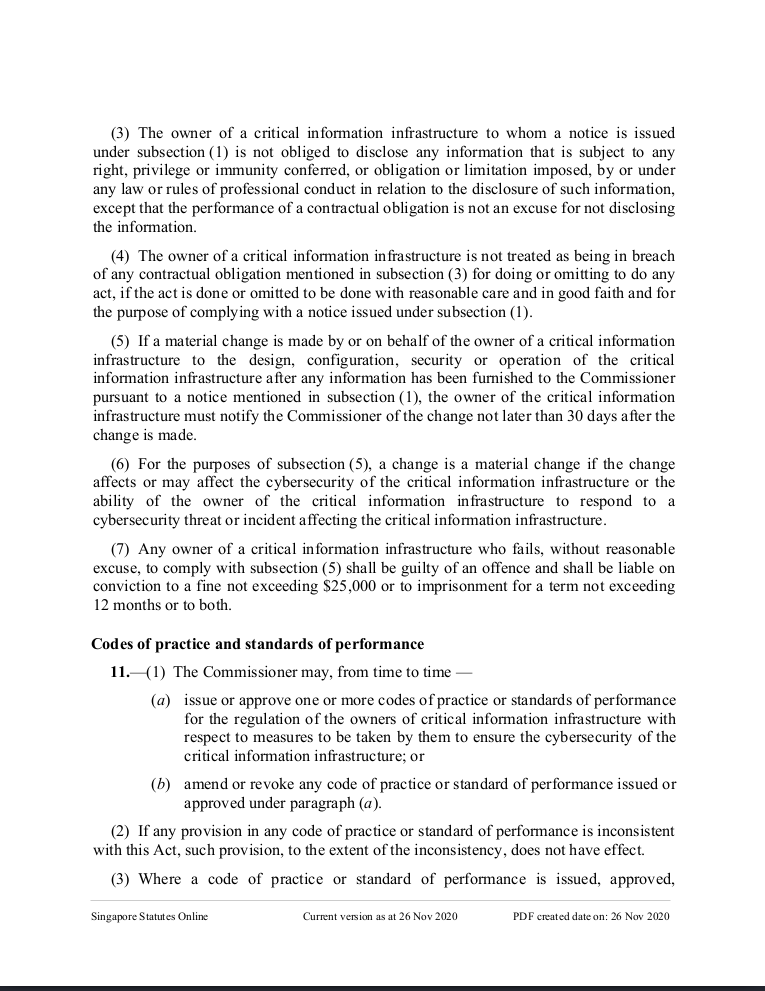 (3) The owner of a critical information infrastructure to whom a notice is issued
under subsection (1) is not obliged to disclose any information that is subject to any
right, privilege or immunity conferred, or obligation or limitation imposed, by or under
any law or rules of professional conduct in relation to the disclosure of such information,
except that the performance of a contractual obligation is not an excuse for not disclosing
the information.
(4) The owner of a critical information infrastructure is not treated as being in breach
of any contractual obligation mentioned in subsection (3) for doing or omitting to do any
act, if the act is done or omitted to be done with reasonable care and in good faith and for
the purpose of complying with a notice issued under subsection (1).
(5) If a material change is made by or on behalf of the owner of a critical information
infrastructure to the design, configuration, security or operation of the critical
information infrastructure after any information has been furnished to the Commissioner
pursuant to a notice mentioned in subsection (1), the owner of the critical information
infrastructure must notify the Commissioner of the change not later than 30 days after the
change is made.
(6) For the purposes of subsection (5), a change is a material change if the change
affects or may affect the cybersecurity of the critical information infrastructure or the
ability of the owner of the critical information infrastructure to respond to a
cybersecurity threat or incident affecting the critical information infrastructure.
(7) Any owner of a critical information infrastructure who fails, without reasonable
excuse, to comply with subsection (5) shall be guilty of an offence and shall be liable on
conviction to a fine not exceeding $25,000 or to imprisonment for a term not exceeding
12 months or to both.
Codes of practice and standards of performance
11.—(1) The Commissioner may, from time to time —
(a) issue or approve one or more codes of practice or standards of performance
for the regulation of the owners of critical information infrastructure with
respect to measures to be taken by them to ensure the cybersecurity of the
critical information infrastructure; or
(b) amend or revoke any code of practice or standard of performance issued or
approved under paragraph (a).
(2) If any provision in any code of practice or standard of performance is inconsistent
with this Act, such provision, to the extent of the inconsistency, does not have effect.
(3) Where a code of practice or standard of performance is issued, approved,
Singapore Statutes Online Current version as at 26 Nov 2020 PDF created date on: 26 Nov 2020